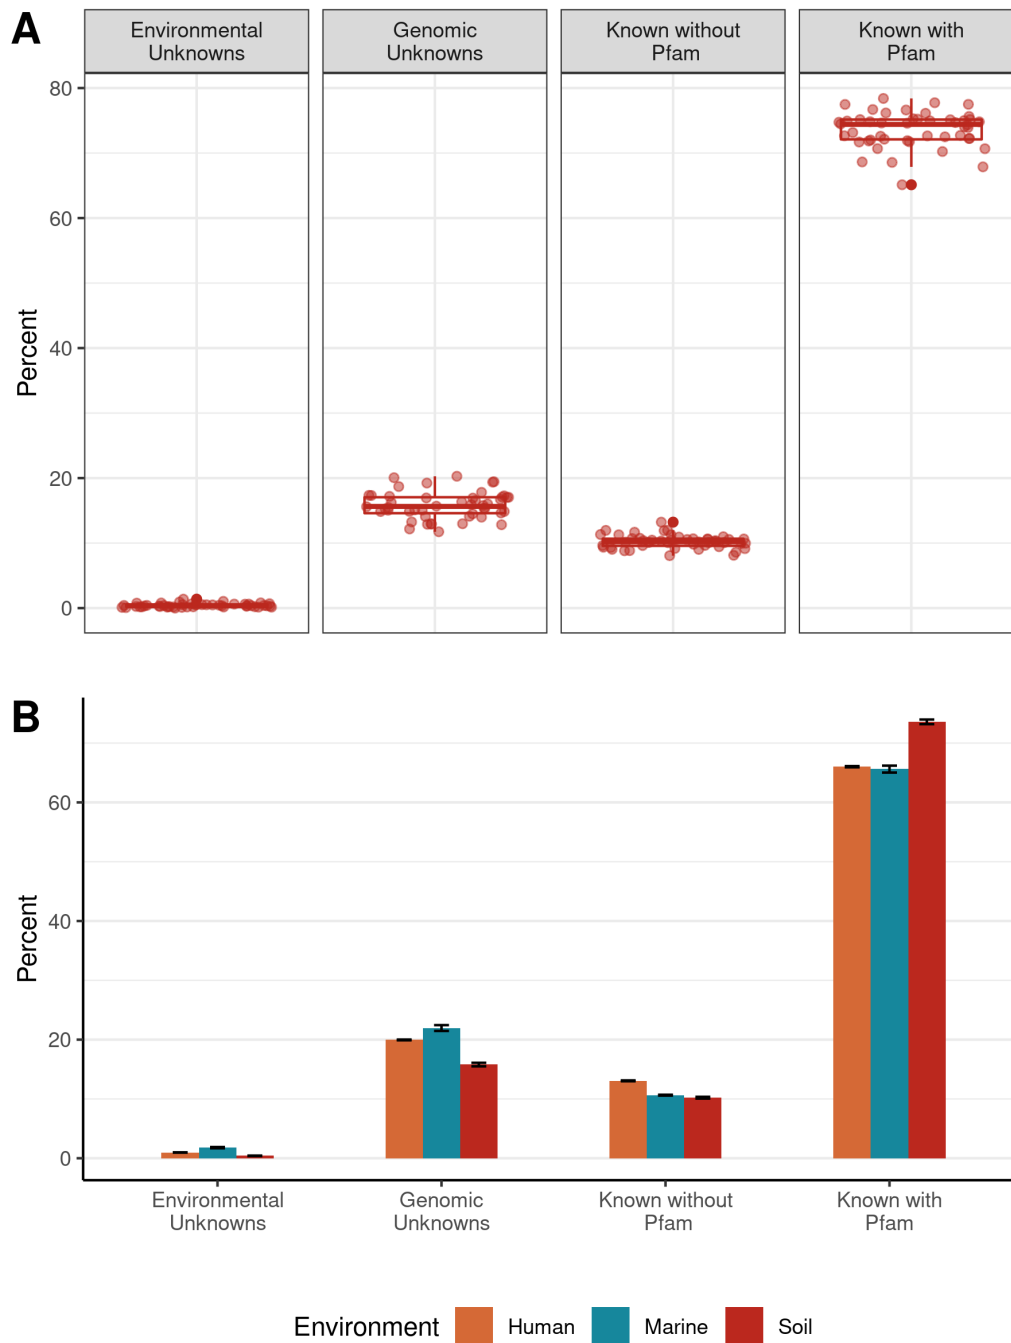 A
Environmental
Unknowns
Genomic
Unknowns
Known without
Pfam
Known with
Pfam
80
60
40
20
0
Percent
B
60
40
20
0
Percent
Environmental
Unknowns
Genomic
Unknowns
Known without
Pfam
Known with
Pfam
Environment Human Marine Soil